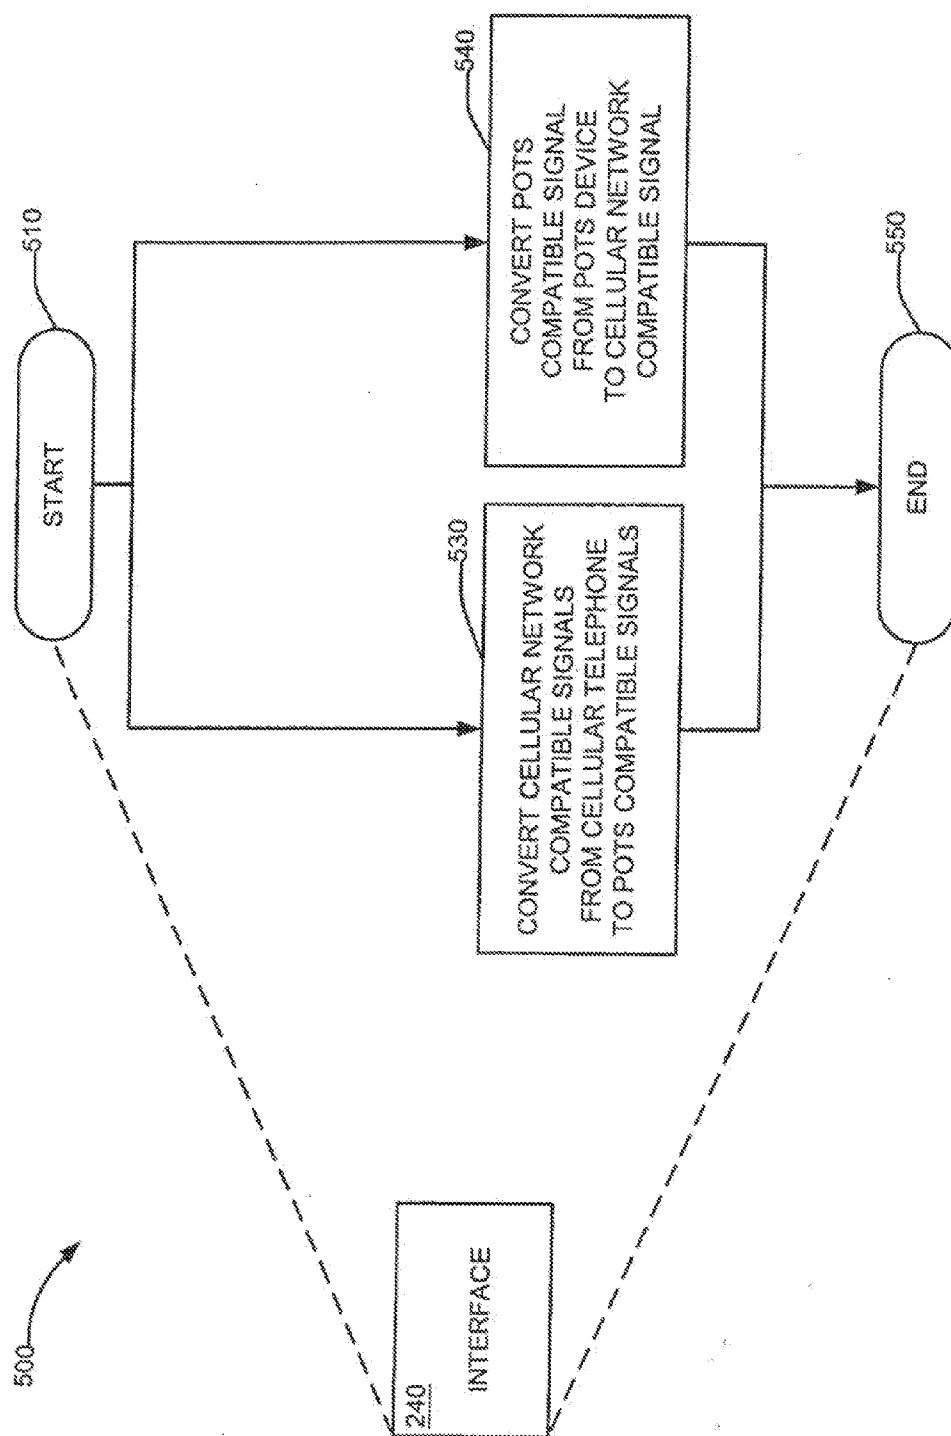 500
240
INTERFACE
START
510
CONVERT CELLULAR NETWORK
COMPATIBLE SIGNALS
FROM CELLULAR TELEPHONE
TO POTS COMPATIBLE SIGNALS
530
CONVERT POTS
COMPATIBLE SIGNAL
FROM POTS DEVICE
TO CELLULAR NETWORK
COMPATIBLE SIGNAL
540
END
550